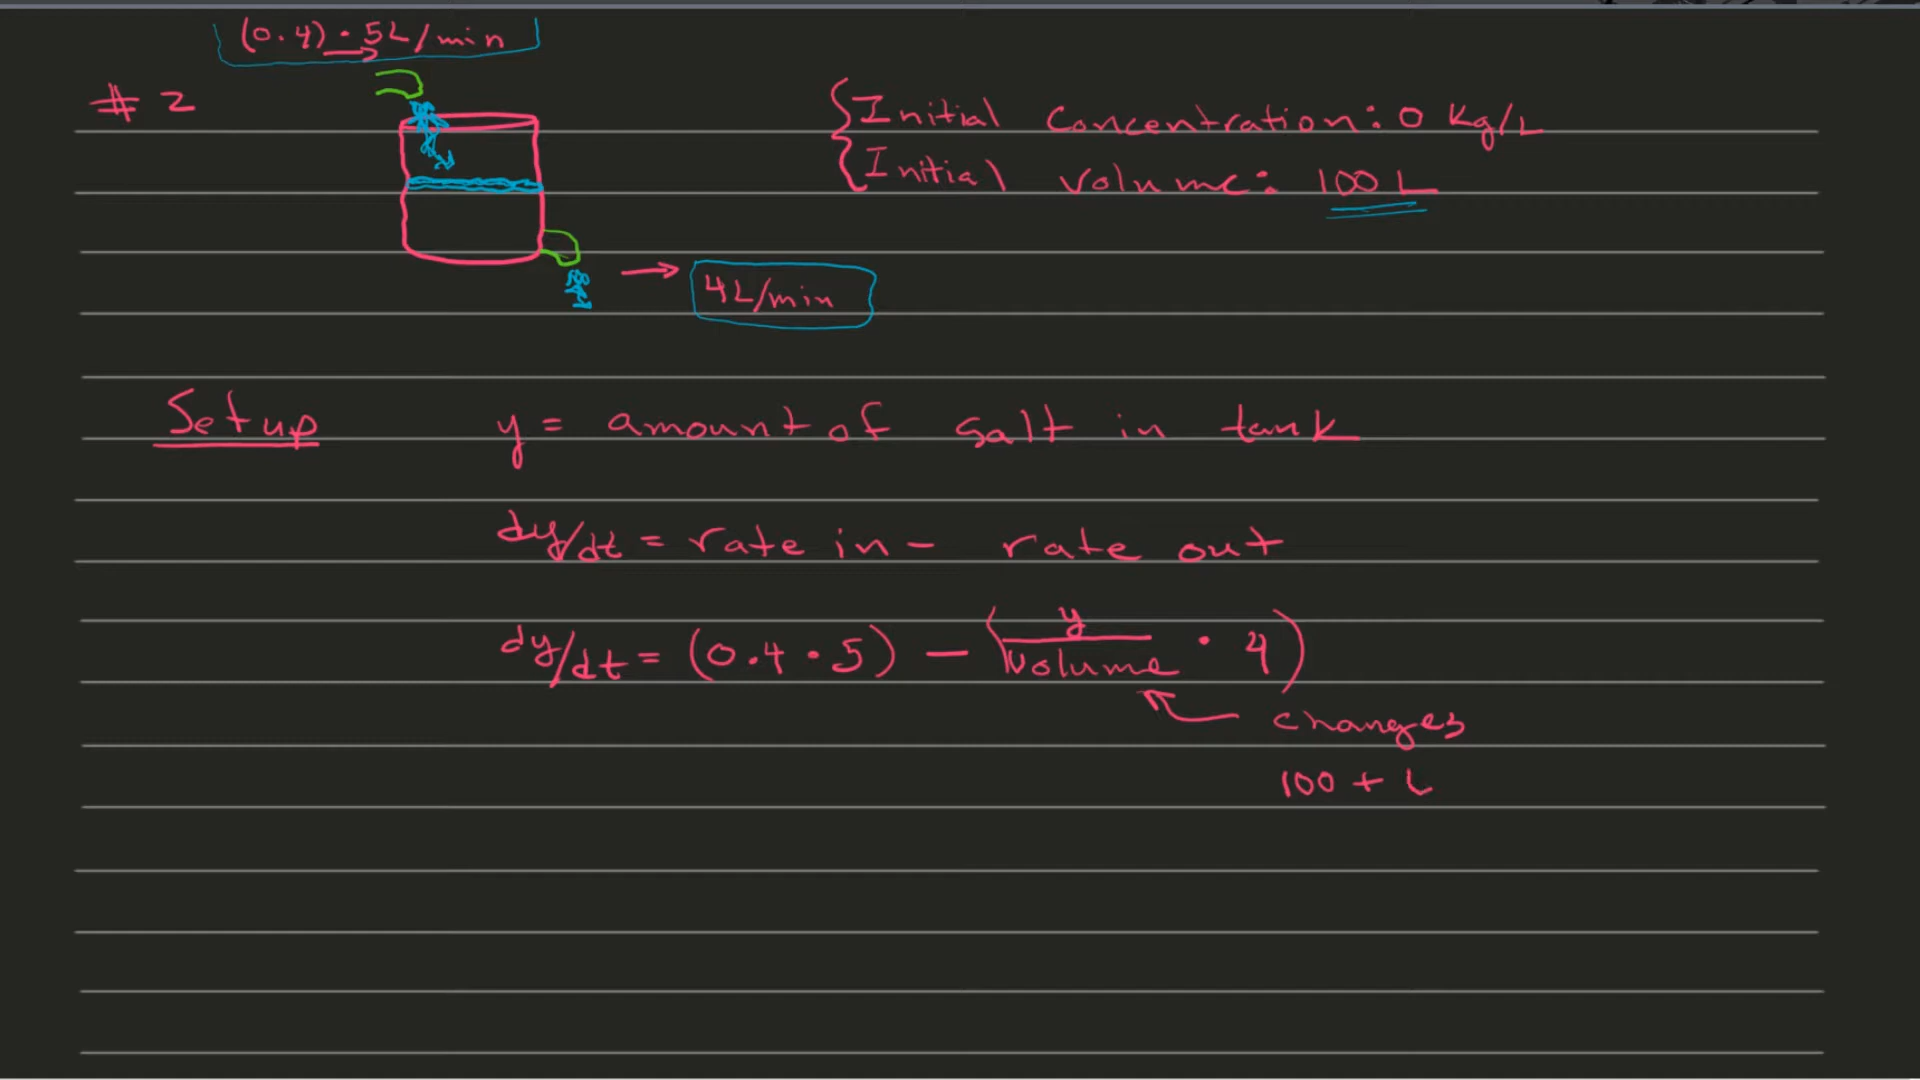 (0.4) · 5L/min
# 2
Initial Concentration: 0 Kg/L
Initial Volume: 100 L
4L/min
Setup
y = amount of salt in tank
dy/dt = rate in - rate out
dy/dt = (0.4 · 5) - (y/Volume · 4)
changes
100 + L